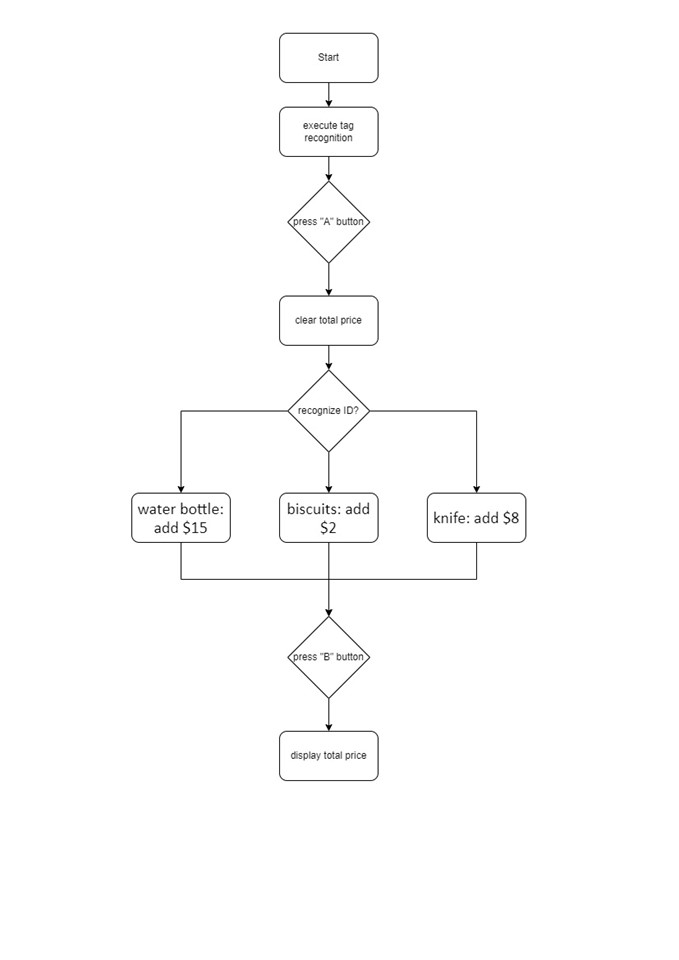 Start
execute tag
recognition
press "A" button
clear total price
recognize ID?
water bottle:
add $15
biscuits: add
$2
knife: add $8
press "B" button
display total price